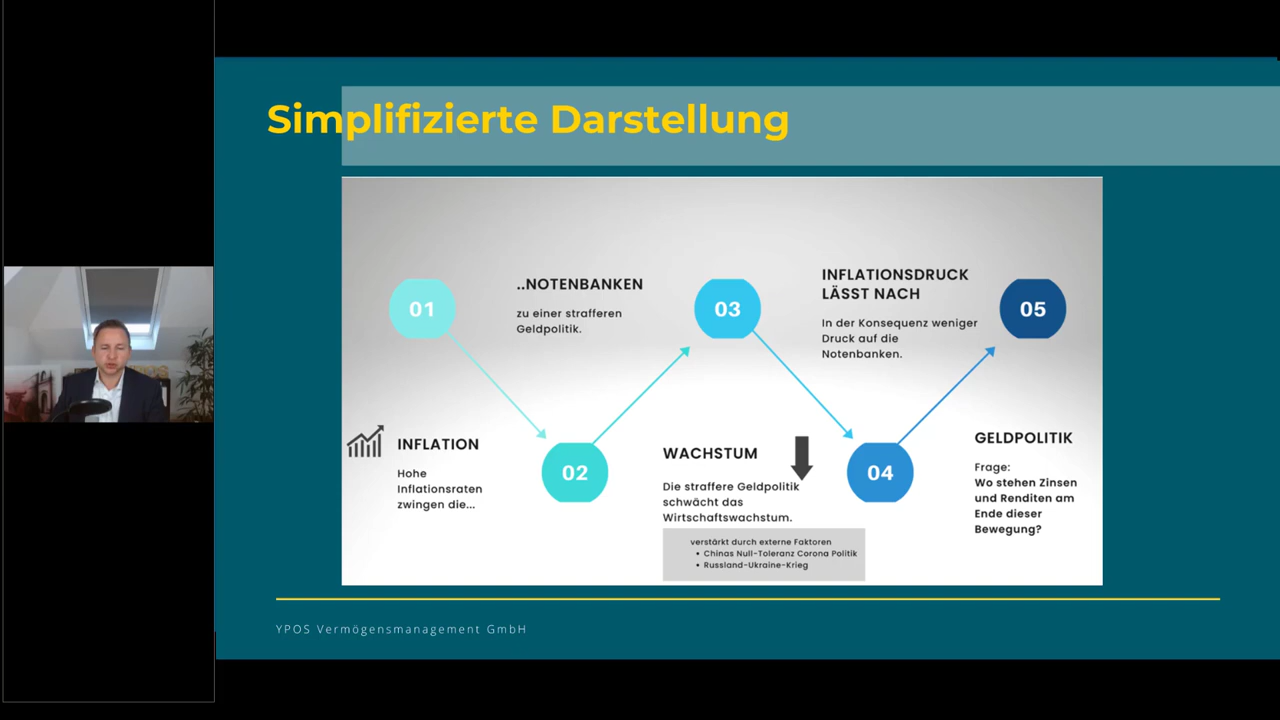 Simplifizierte Darstellung
01
INFLATION
Hohe
Inflationsraten
zwingen die...
02
..NOTENBANKEN
zu einer strafferen
Geldpolitik.
03
WACHSTUM
Die straffere Geldpolitik
schwächt das
Wirtschaftswachstum.
verstärkt durch externe Faktoren
• Chinas Null-Toleranz Corona Politik
• Russland-Ukraine-Krieg
04
INFLATIONSDRUCK
LÄSST NACH
In der Konsequenz weniger
Druck auf die
Notenbanken.
05
GELDPOLITIK
Frage:
Wo stehen Zinsen
und Renditen am
Ende dieser
Bewegung?
YPOS Vermögensmanagement GmbH